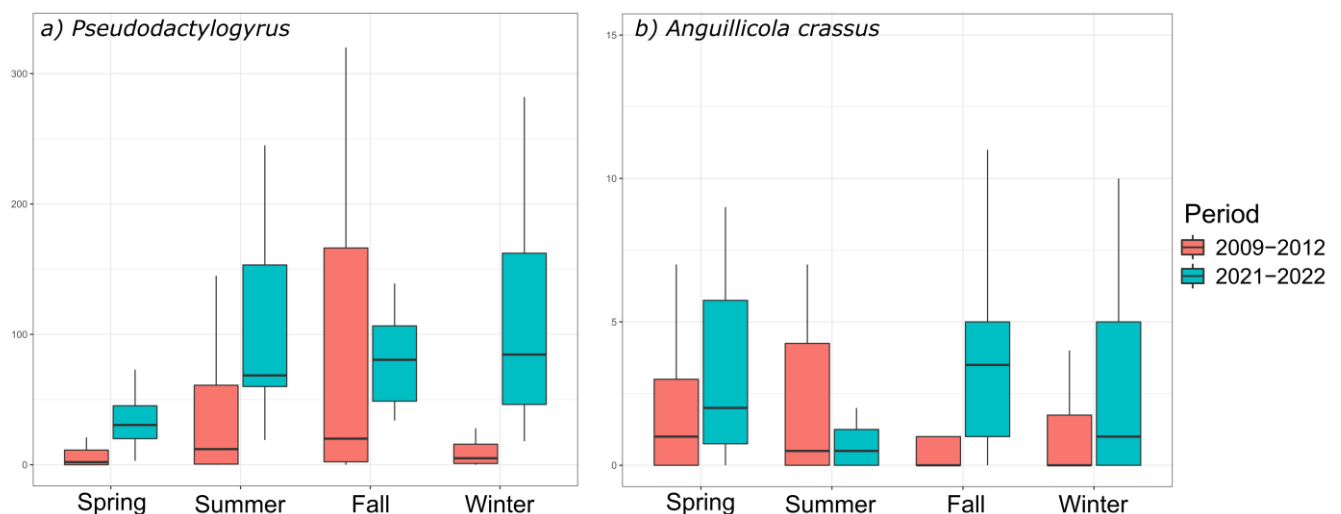 a) Pseudodactylogyrus
300
200
100
0
Spring Summer Fall Winter
b) Anguillicola crassus
15
10
5
0
Spring Summer Fall Winter
Period
2009−2012
2021−2022